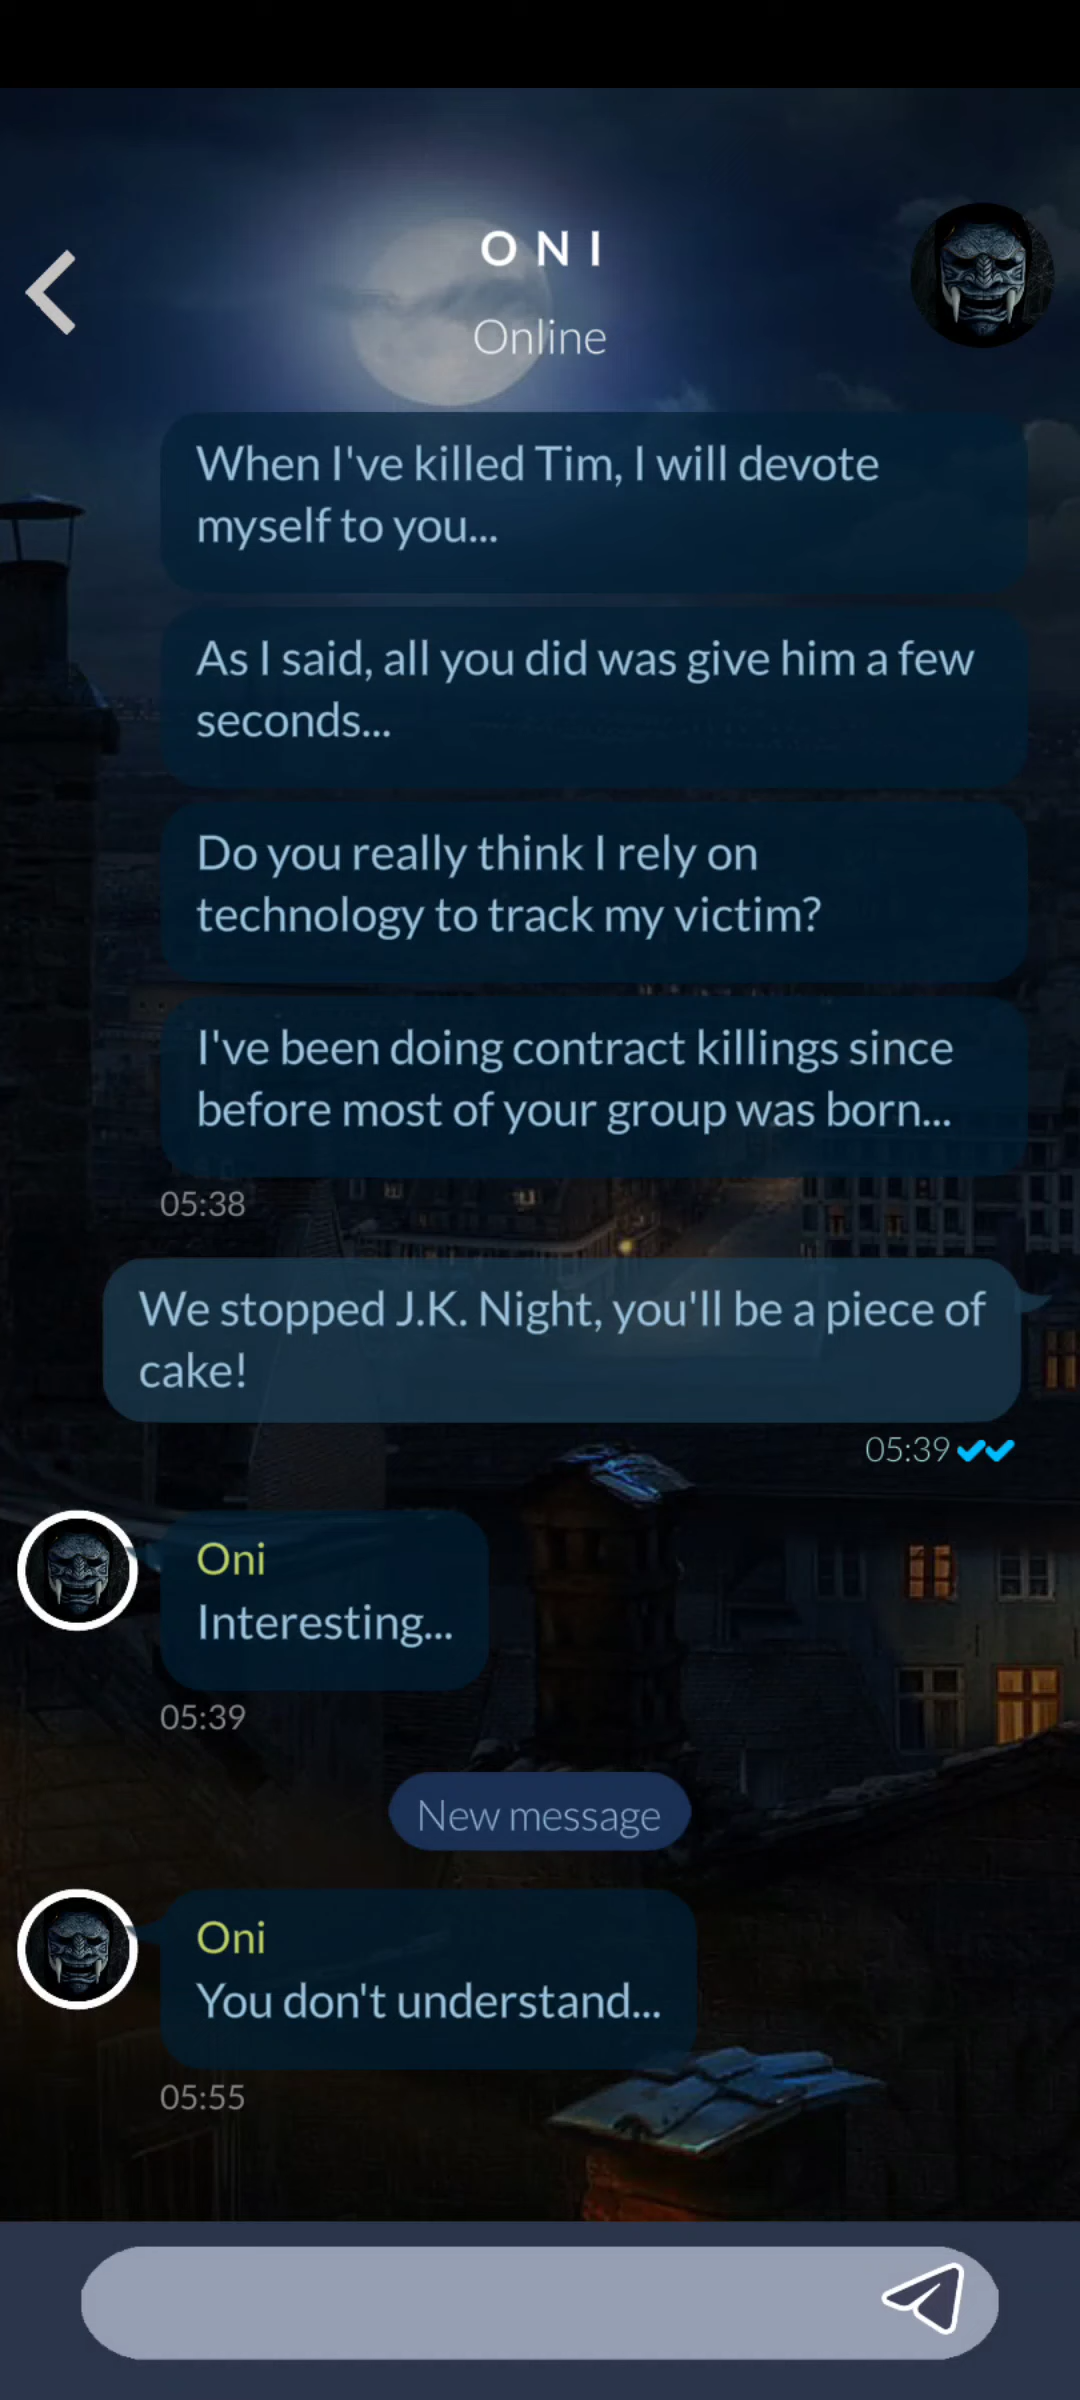 ONI
Online
When I've killed Tim, I will devote
myself to you...
As I said, all you did was give him a few
seconds...
Do you really think I rely on
technology to track my victim?
I've been doing contract killings since
before most of your group was born...
05:38
We stopped J.K. Night, you'll be a piece of
cake!
05:39
Oni
Interesting...
05:39
New message
Oni
You don't understand...
05:55